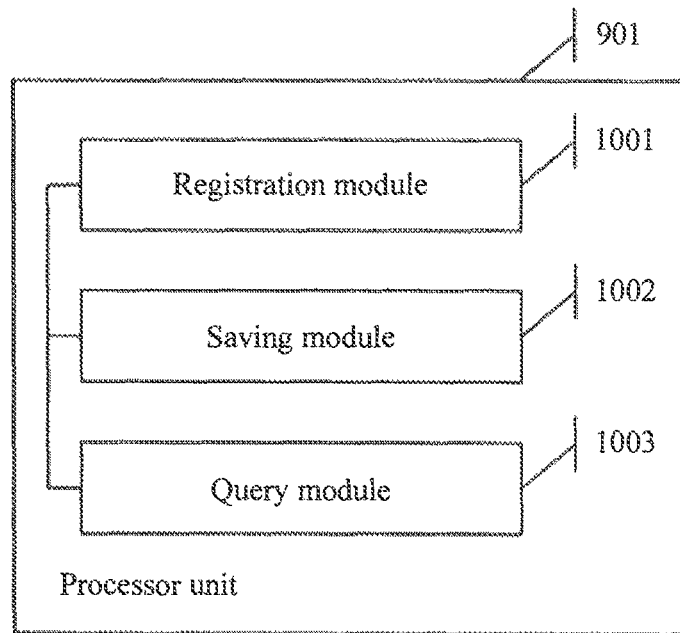 901
1001
Registration module
1002
Saving module
1003
Query module
Processor unit